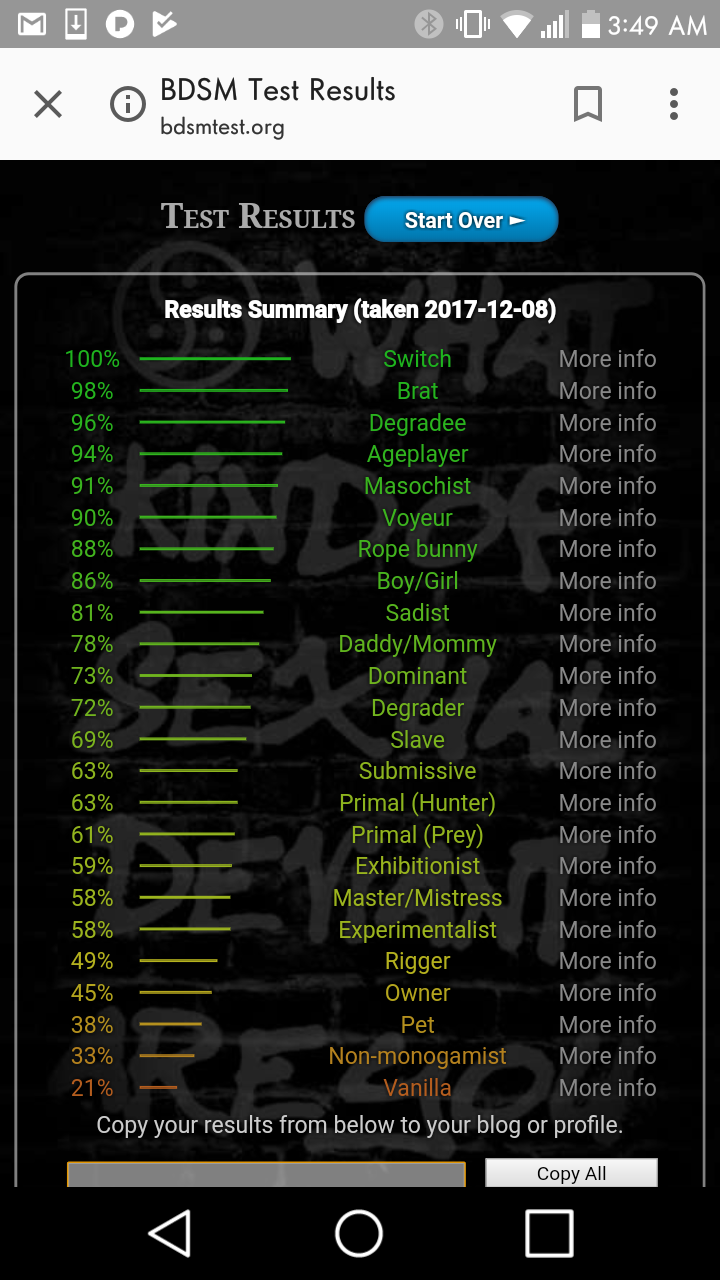 3:49 AM
BDSM Test Results
bdsmtest.org
TEST RESULTS Start Over ►
Results Summary (taken 2017-12-08)
100% Switch More info
98% Brat More info
96% Degradee More info
94% Ageplayer More info
91% Masochist More info
90% Voyeur More info
88% Rope bunny More info
86% Boy/Girl More info
81% Sadist More info
78% Daddy/Mommy More info
73% Dominant More info
72% Degrader More info
69% Slave More info
63% Submissive More info
63% Primal (Hunter) More info
61% Primal (Prey) More info
59% Exhibitionist More info
58% Master/Mistress More info
58% Experimentalist More info
49% Rigger More info
45% Owner More info
38% Pet More info
33% Non-monogamist More info
21% Vanilla More info
Copy your results from below to your blog or profile.
Copy All
WHAT
KIND OF
SEXUAL
DEVIANT
ARE YOU